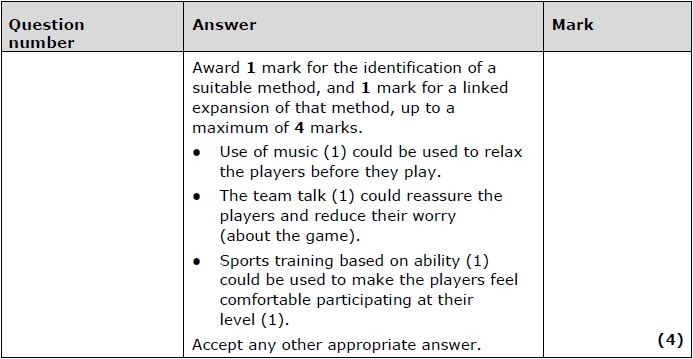 Question number
Answer
Mark
Award 1 mark for the identification of a
suitable method, and 1 mark for a linked
expansion of that method, up to a
maximum of 4 marks.
● Use of music (1) could be used to relax
the players before they play.
● The team talk (1) could reassure the
players and reduce their worry
(about the game).
● Sports training based on ability (1)
could be used to make the players feel
comfortable participating at their
level (1).
Accept any other appropriate answer.
(4)